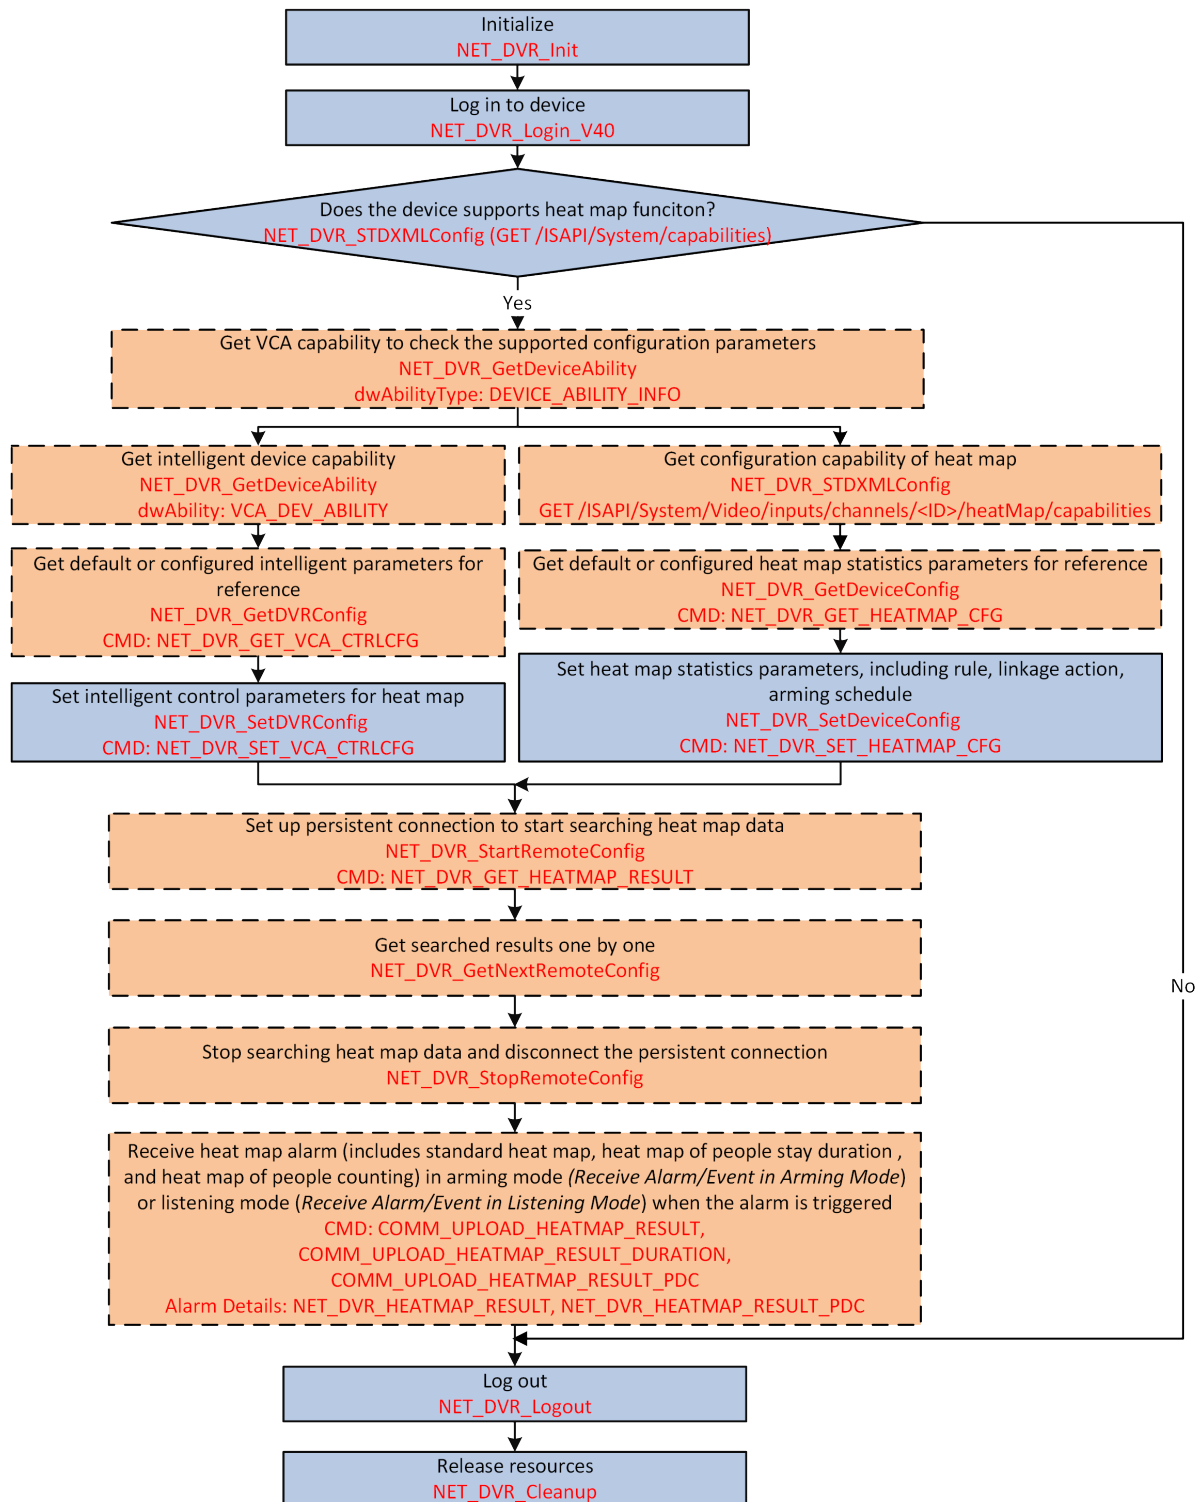 Initialize
NET_DVR_Init
Log in to device
NET_DVR_Login_V40
Does the device supports heat map funciton?
NET_DVR_STDXMLConfig (GET /ISAPI/System/capabilities)
Yes
Get VCA capability to check the supported configuration parameters
NET_DVR_GetDeviceAbility
dwAbilityType: DEVICE_ABILITY_INFO
Get intelligent device capability
NET_DVR_GetDeviceAbility
dwAbility: VCA_DEV_ABILITY
Get configuration capability of heat map
NET_DVR_STDXMLConfig
GET /ISAPI/System/Video/inputs/channels/<ID>/heatMap/capabilities
Get default or configured intelligent parameters for
reference
NET_DVR_GetDVRConfig
CMD: NET_DVR_GET_VCA_CTRLCFG
Get default or configured heat map statistics parameters for reference
NET_DVR_GetDeviceConfig
CMD: NET_DVR_GET_HEATMAP_CFG
Set intelligent control parameters for heat map
NET_DVR_SetDVRConfig
CMD: NET_DVR_SET_VCA_CTRLCFG
Set heat map statistics parameters, including rule, linkage action,
arming schedule
NET_DVR_SetDeviceConfig
CMD: NET_DVR_SET_HEATMAP_CFG
Set up persistent connection to start searching heat map data
NET_DVR_StartRemoteConfig
CMD: NET_DVR_GET_HEATMAP_RESULT
Get searched results one by one
NET_DVR_GetNextRemoteConfig
No
Stop searching heat map data and disconnect the persistent connection
NET_DVR_StopRemoteConfig
Receive heat map alarm (includes standard heat map, heat map of people stay duration ,
and heat map of people counting) in arming mode (Receive Alarm/Event in Arming Mode)
or listening mode (Receive Alarm/Event in Listening Mode) when the alarm is triggered
CMD: COMM_UPLOAD_HEATMAP_RESULT,
COMM_UPLOAD_HEATMAP_RESULT_DURATION,
COMM_UPLOAD_HEATMAP_RESULT_PDC
Alarm Details: NET_DVR_HEATMAP_RESULT, NET_DVR_HEATMAP_RESULT_PDC
Log out
NET_DVR_Logout
Release resources
NET_DVR_Cleanup